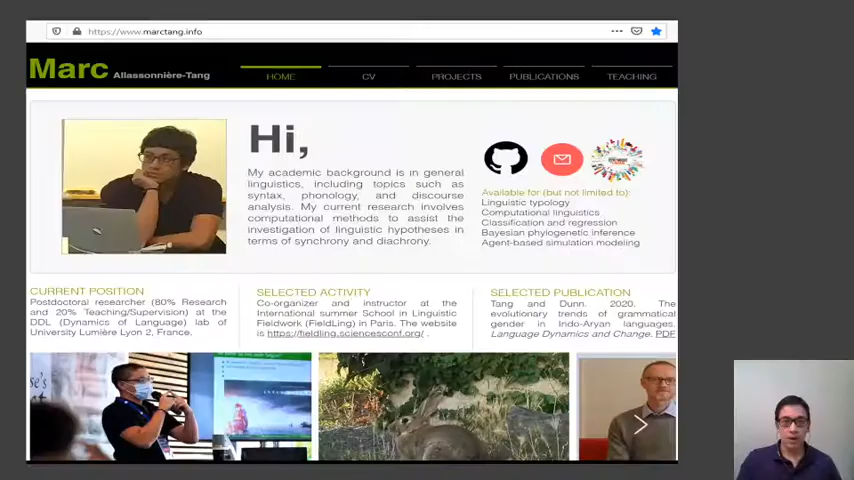 https://www.marctang.info
Marc Allassonnière-Tang
HOME
CV
PROJECTS
PUBLICATIONS
TEACHING
Hi,
My academic background is in general
linguistics, including topics such as
syntax, phonology, and discourse
analysis. My current research involves
computational methods to assist the
investigation of linguistic hypotheses in
terms of synchrony and diachrony.
Available for (but not limited to):
Linguistic typology
Computational linguistics
Classification and regression
Bayesian phylogenetic inference
Agent-based simulation modeling
CURRENT POSITION
Postdoctoral researcher (80% Research
and 20% Teaching/Supervision) at the
DDL (Dynamics of Language) lab of
University Lumière Lyon 2, France.
SELECTED ACTIVITY
Co-organizer and instructor at the
International summer School in Linguistic
Fieldwork (FieldLing) in Paris. The website
is https://fieldling.sciencesconf.org/ .
SELECTED PUBLICATION
Tang and Dunn. 2020. The
evolutionary trends of grammatical
gender in Indo-Aryan languages.
Language Dynamics and Change. PDF